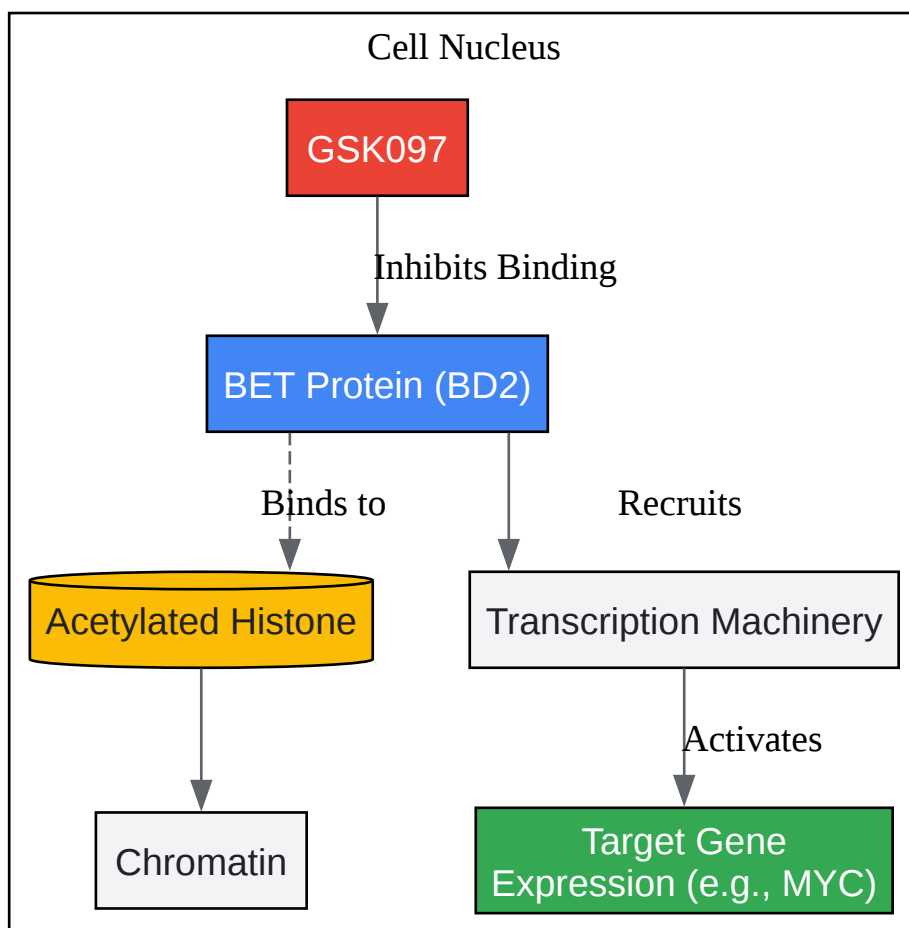 Cell Nucleus
GSK097
Inhibits Binding
BET Protein (BD2)
Binds to
Recruits
Acetylated Histone
Transcription Machinery
Activates
Chromatin
Target Gene
Expression (e.g., MYC)